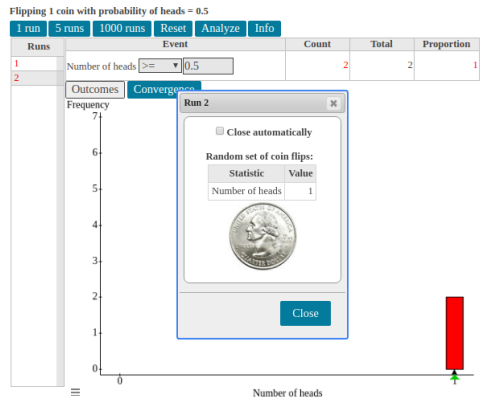 Flipping 1 coin with probability of heads = 0.5
1 run 5 runs 1000 runs Reset Analyze Info
Runs Event Count Total Proportion
1 Number of heads >= 0.5 2 2 1
2
Outcomes Convergence
Frequency
Run 2
Close automatically
Random set of coin flips:
Statistic Value
Number of heads 1
Close
7
6
5
4
3
2
1
0
0 1
Number of heads